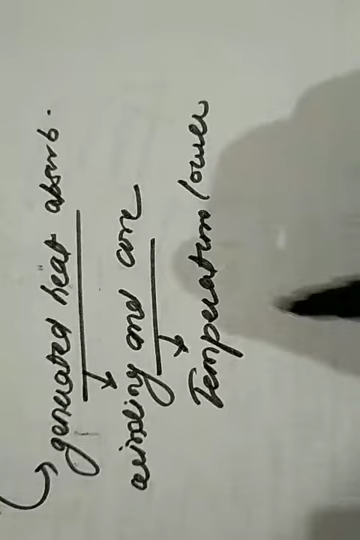 generated heat absorb.
winding and core
Temperature lower